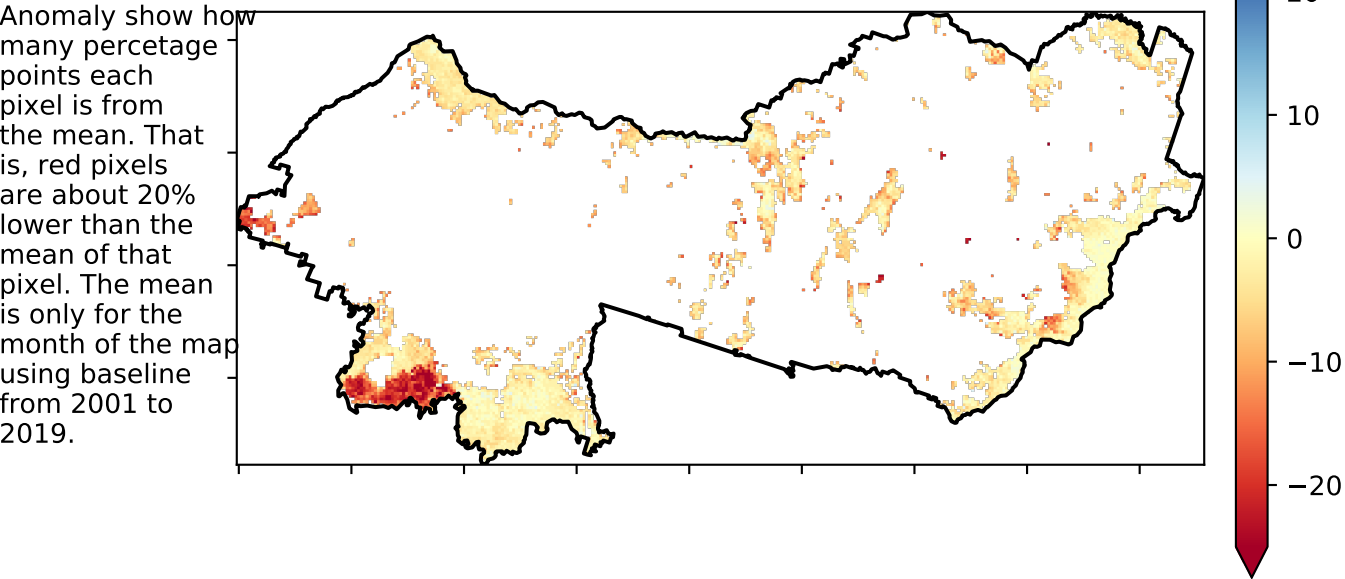 Anomaly show how
many percetage
points each
pixel is from
the mean. That
is, red pixels
are about 20%
lower than the
mean of that
pixel. The mean
is only for the
month of the map
using baseline
from 2001 to
2019.
10
0
−10
−20